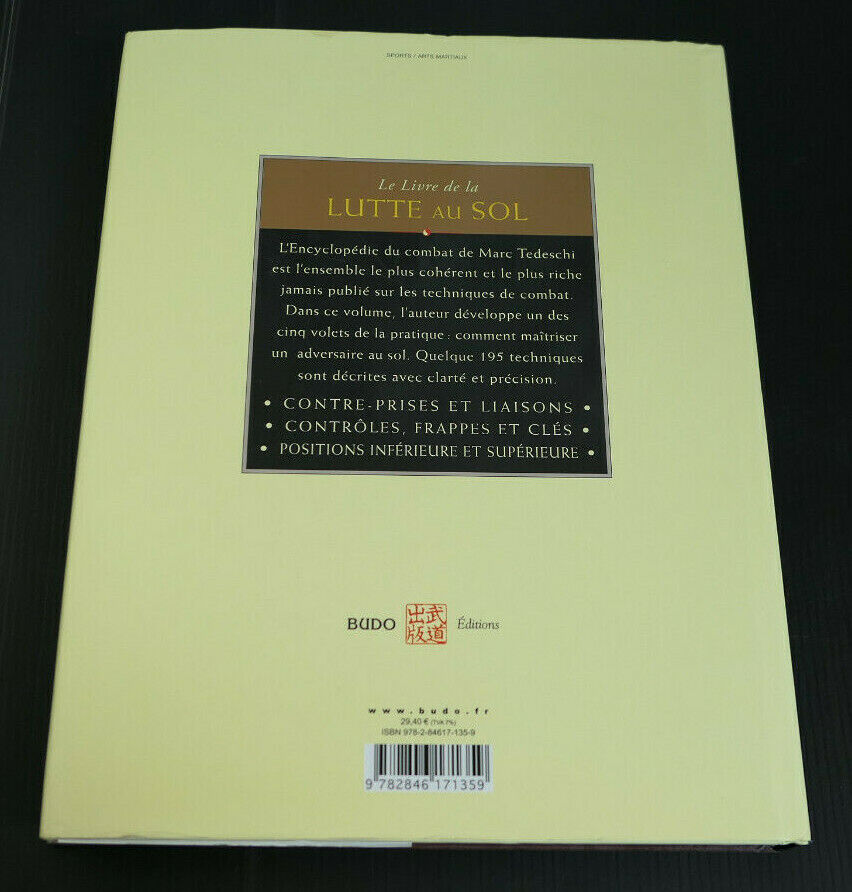 SPORTS / ARTS MARTIAUX
Le Livre de la
LUTTE AU SOL
L'Encyclopédie du combat de Marc Tedeschi
est l'ensemble le plus cohérent et le plus riche
jamais publié sur les techniques de combat.
Dans ce volume, l'auteur développe un des
cinq volets de la pratique : comment maîtriser
un adversaire au sol. Quelque 195 techniques
sont décrites avec clarté et précision.
• CONTRE-PRISES ET LIAISONS •
• CONTRÔLES, FRAPPES ET CLÉS •
• POSITIONS INFÉRIEURE ET SUPÉRIEURE •
BUDO 武道出版 Éditions
www.budo.fr
29,40 € (TVA 7%)
ISBN 978-2-84617-135-9
9 782846 171359